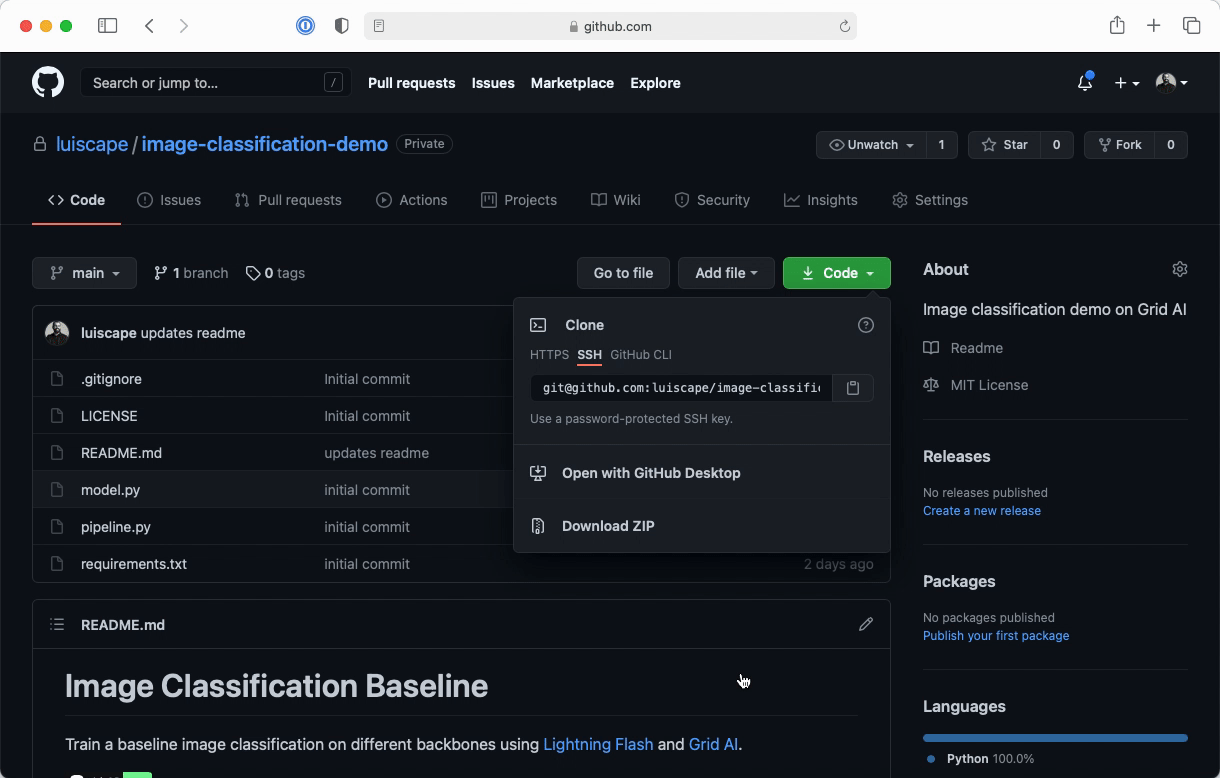 github.com
Search or jump to... /
Pull requests Issues Marketplace Explore
luiscape / image-classification-demo Private
Unwatch 1 Star 0 Fork 0
Code Issues Pull requests Actions Projects Wiki Security Insights Settings
main 1 branch 0 tags Go to file Add file Code
luiscape updates readme
.gitignore Initial commit
LICENSE Initial commit
README.md updates readme
model.py initial commit
pipeline.py initial commit
requirements.txt initial commit 2 days ago
Clone
HTTPS SSH GitHub CLI
git@github.com:luiscape/image-classific
Use a password-protected SSH key.
Open with GitHub Desktop
Download ZIP
README.md
Image Classification Baseline
Train a baseline image classification on different backbones using Lightning Flash and Grid AI.
About
Image classification demo on Grid AI
Readme
MIT License
Releases
No releases published
Create a new release
Packages
No packages published
Publish your first package
Languages
Python 100.0%